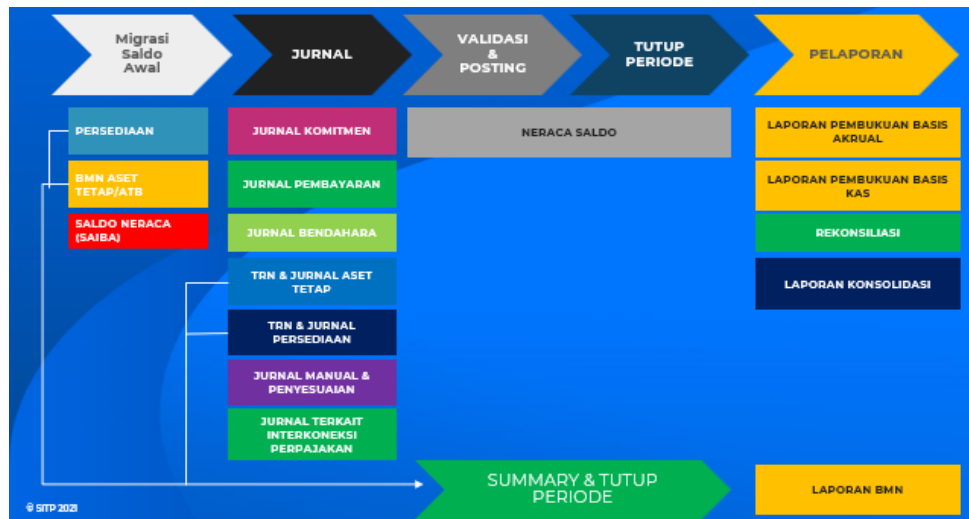 Migrasi
Saldo
Awal
JURNAL
VALIDASI
&
POSTING
TUTUP
PERIODE
PELAPORAN
PERSEDIAAN
JURNAL KOMITMEN
NERACA SALDO
LAPORAN PEMBUKUAN BASIS
AKRUAL
BMN ASET
TETAP/ATB
JURNAL PEMBAYARAN
LAPORAN PEMBUKUAN BASIS
KAS
SALDO NERACA
(SAIBA)
JURNAL BENDAHARA
REKONSILIASI
TRN & JURNAL ASET
TETAP
LAPORAN KONSOLIDASI
TRN & JURNAL
PERSEDIAAN
JURNAL MANUAL &
PENYESUAIAN
JURNAL TERKAIT
INTERKONEKSI
PERPAJAKAN
SUMMARY & TUTUP
PERIODE
LAPORAN BMN
© SITP 2021